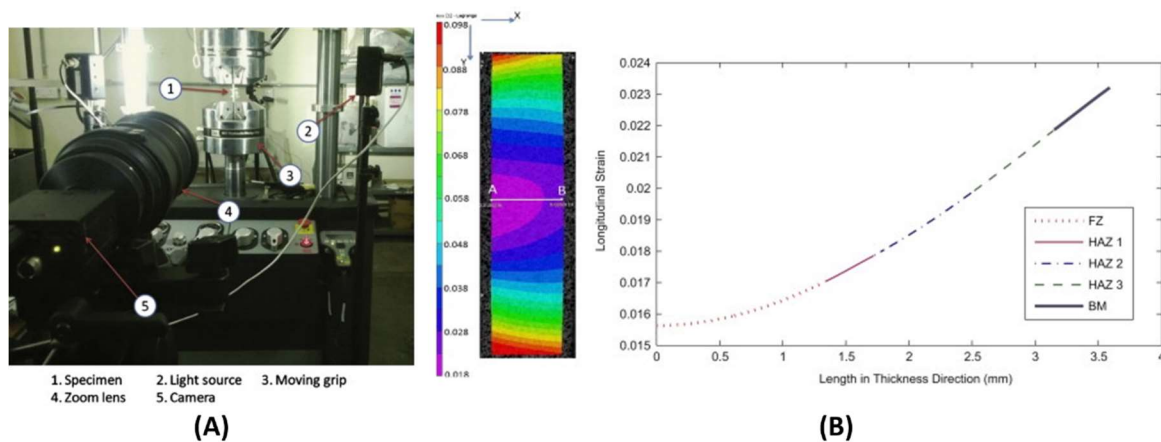 1
2
3
4
5
1. Specimen 2. Light source 3. Moving grip
4. Zoom lens 5. Camera
(A)
X
Y
0.098
0.088
0.078
0.068
0.058
0.048
0.038
0.028
0.018
A B
0.024
0.023
0.022
0.021
0.02
0.019
0.018
0.017
0.016
0.015
0 0.5 1 1.5 2 2.5 3 3.5 4
Longitudinal Strain
Length in Thickness Direction (mm)
FZ
HAZ 1
HAZ 2
HAZ 3
BM
(B)